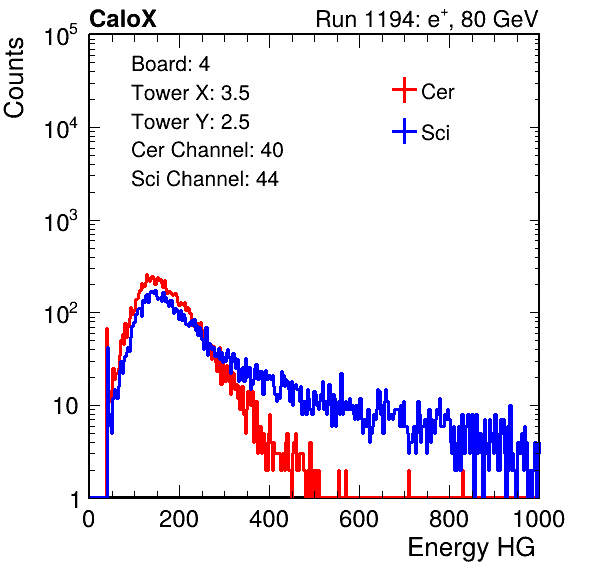 CaloX Run 1194: e⁺, 80 GeV
Counts
10⁵
10⁴
10³
10²
10
1
Board: 4
Tower X: 3.5
Tower Y: 2.5
Cer Channel: 40
Sci Channel: 44
Cer
Sci
0 200 400 600 800 1000
Energy HG